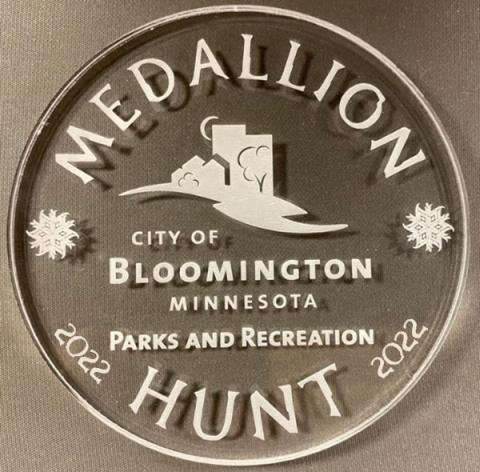 MEDALLION
CITY OF
BLOOMINGTON
MINNESOTA
PARKS AND RECREATION
2022
2022
HUNT